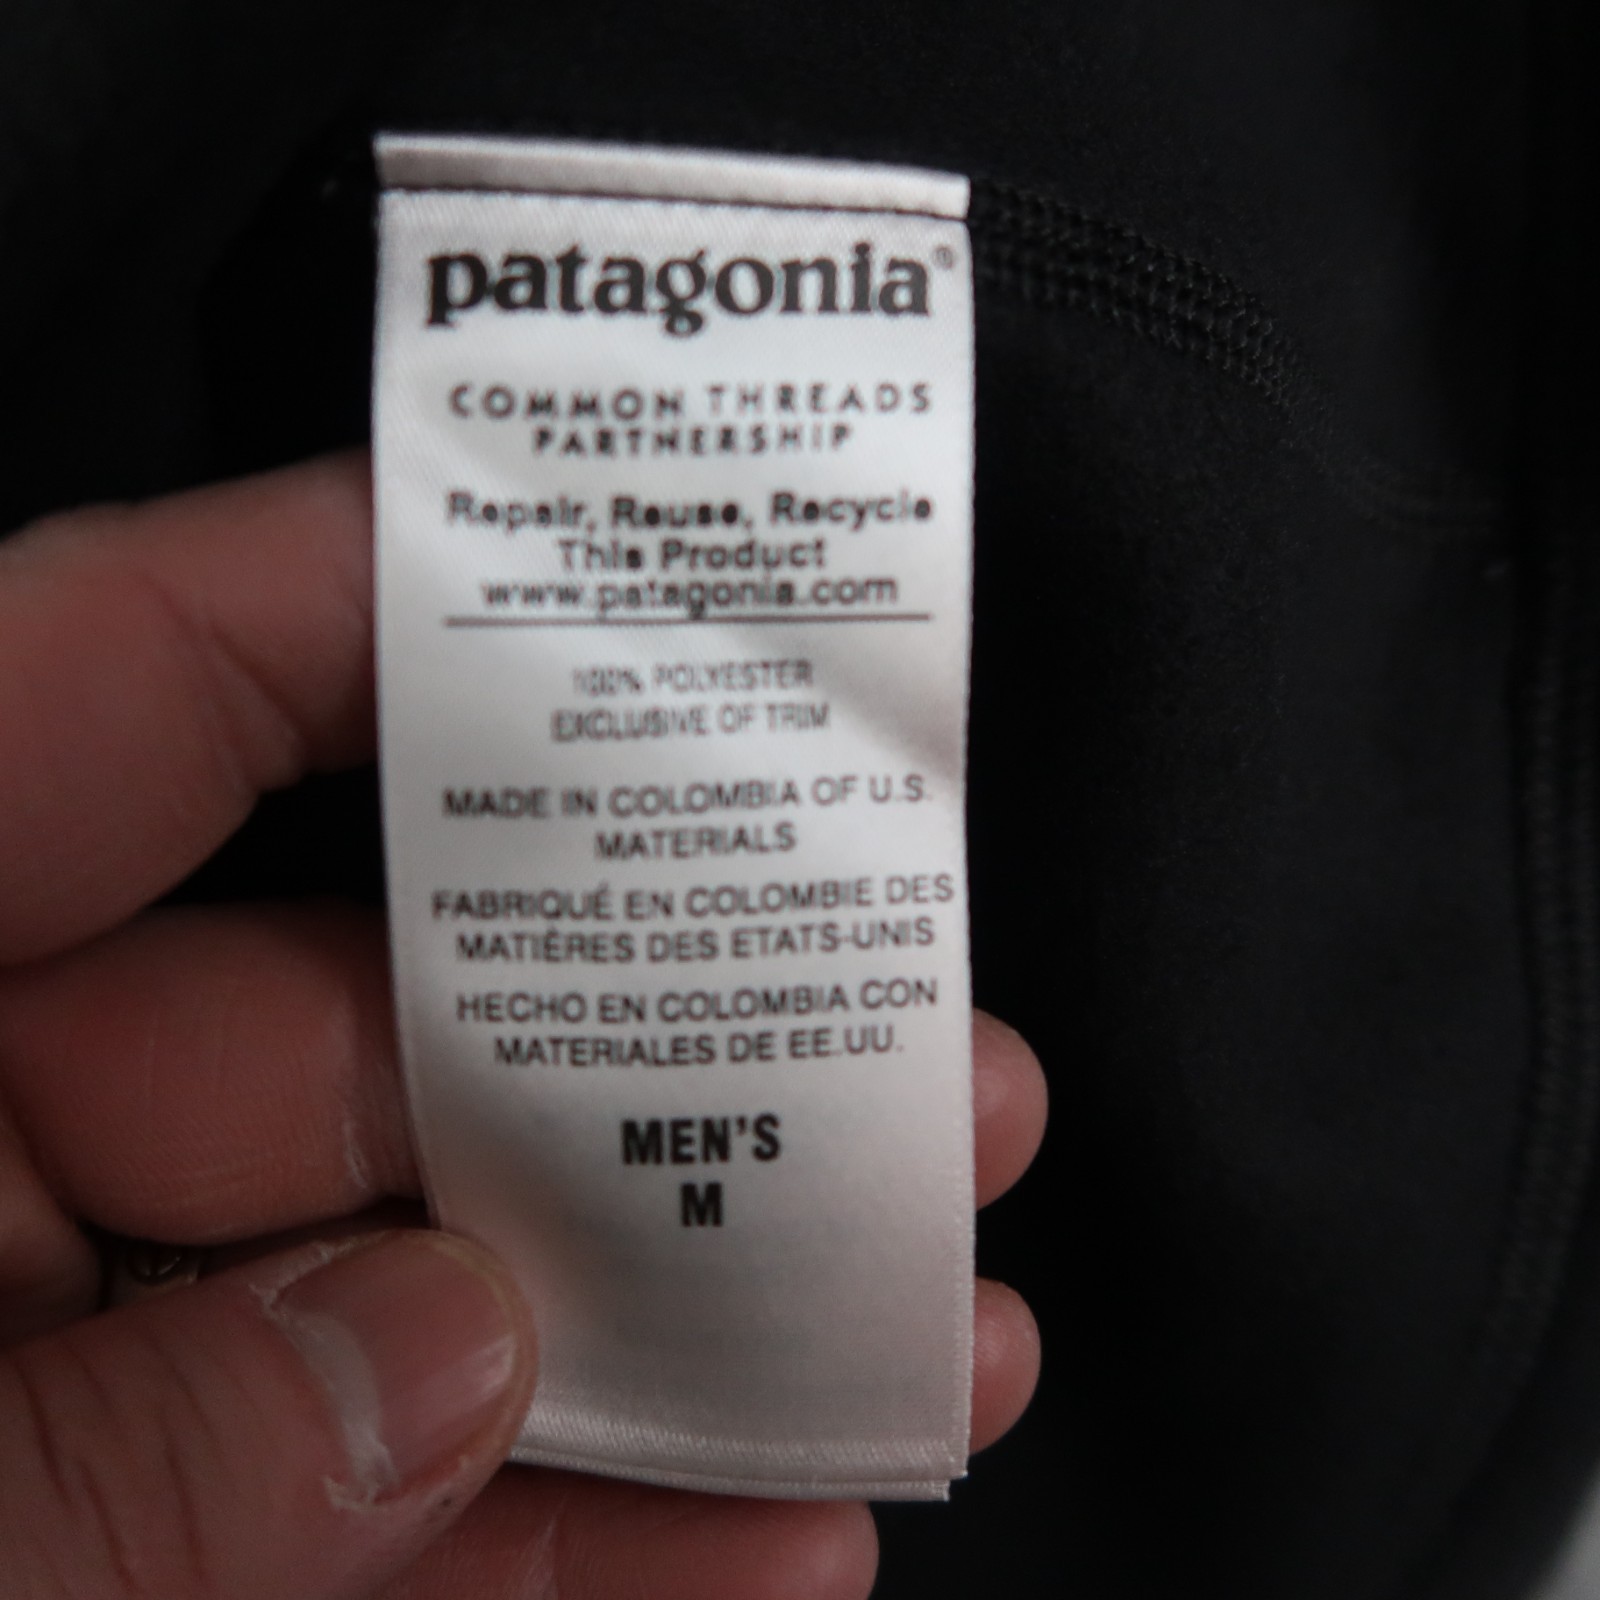 patagonia®
COMMON THREADS
PARTNERSHIP
Repair, Reuse, Recycle
This Product
www.patagonia.com
100% POLYESTER
EXCLUSIVE OF TRIM
MADE IN COLOMBIA OF U.S.
MATERIALS
FABRIQUÉ EN COLOMBIE DES
MATIÈRES DES ETATS-UNIS
HECHO EN COLOMBIA CON
MATERIALES DE EE.UU.
MEN'S
M